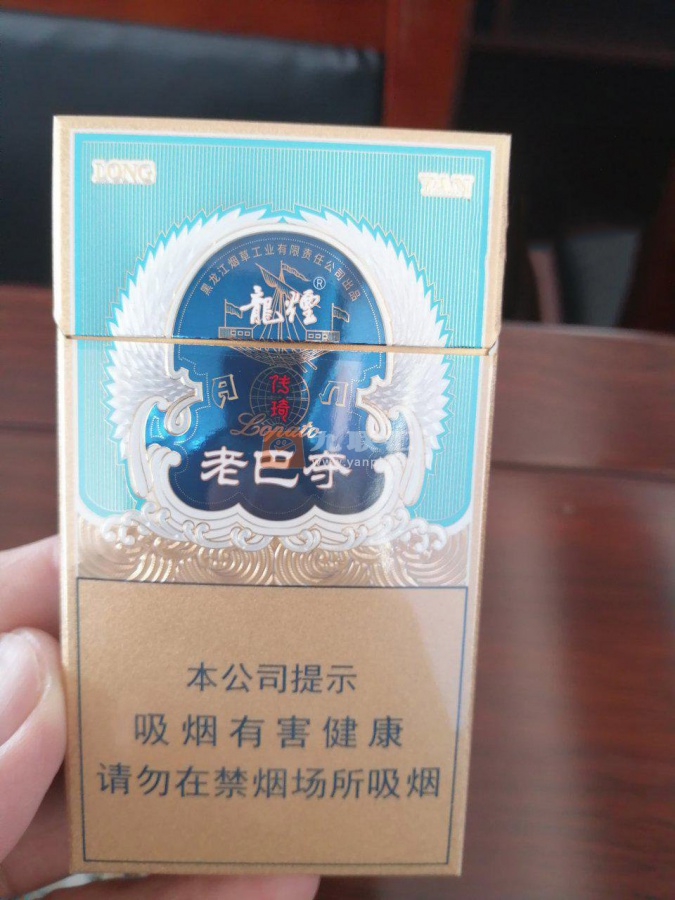 LONG YAN
黑龙江烟草工业有限责任公司出品
龍煙®
传
琦
Laoputo
老巴夺
本公司提示
吸烟有害健康
请勿在禁烟场所吸烟